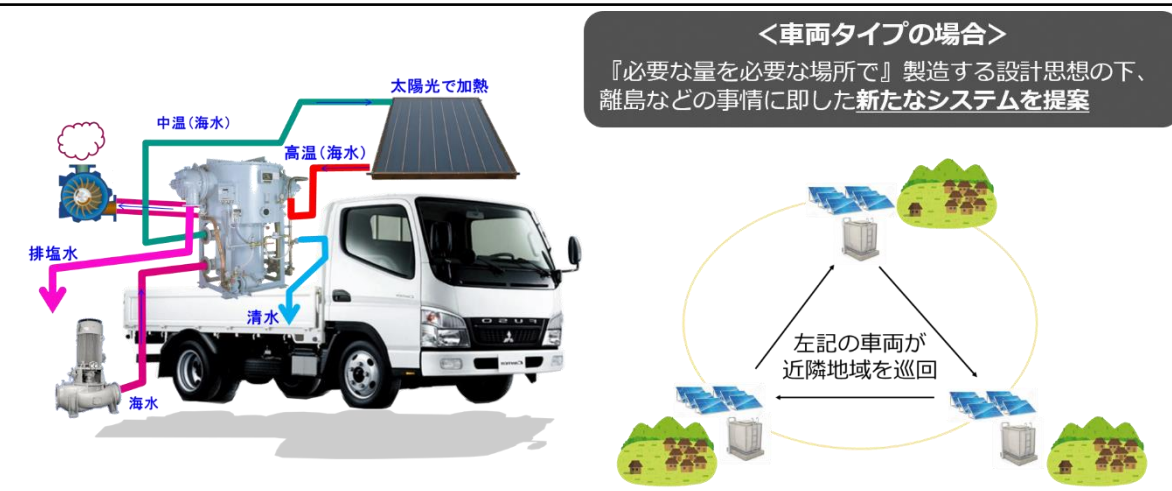 <車両タイプの場合>
『必要な量を必要な場所で』製造する設計思想の下、
離島などの事情に即した新たなシステムを提案
太陽光で加熱
中温(海水)
高温(海水)
排塩水
清水
海水
FUSO
左記の車両が
近隣地域を巡回